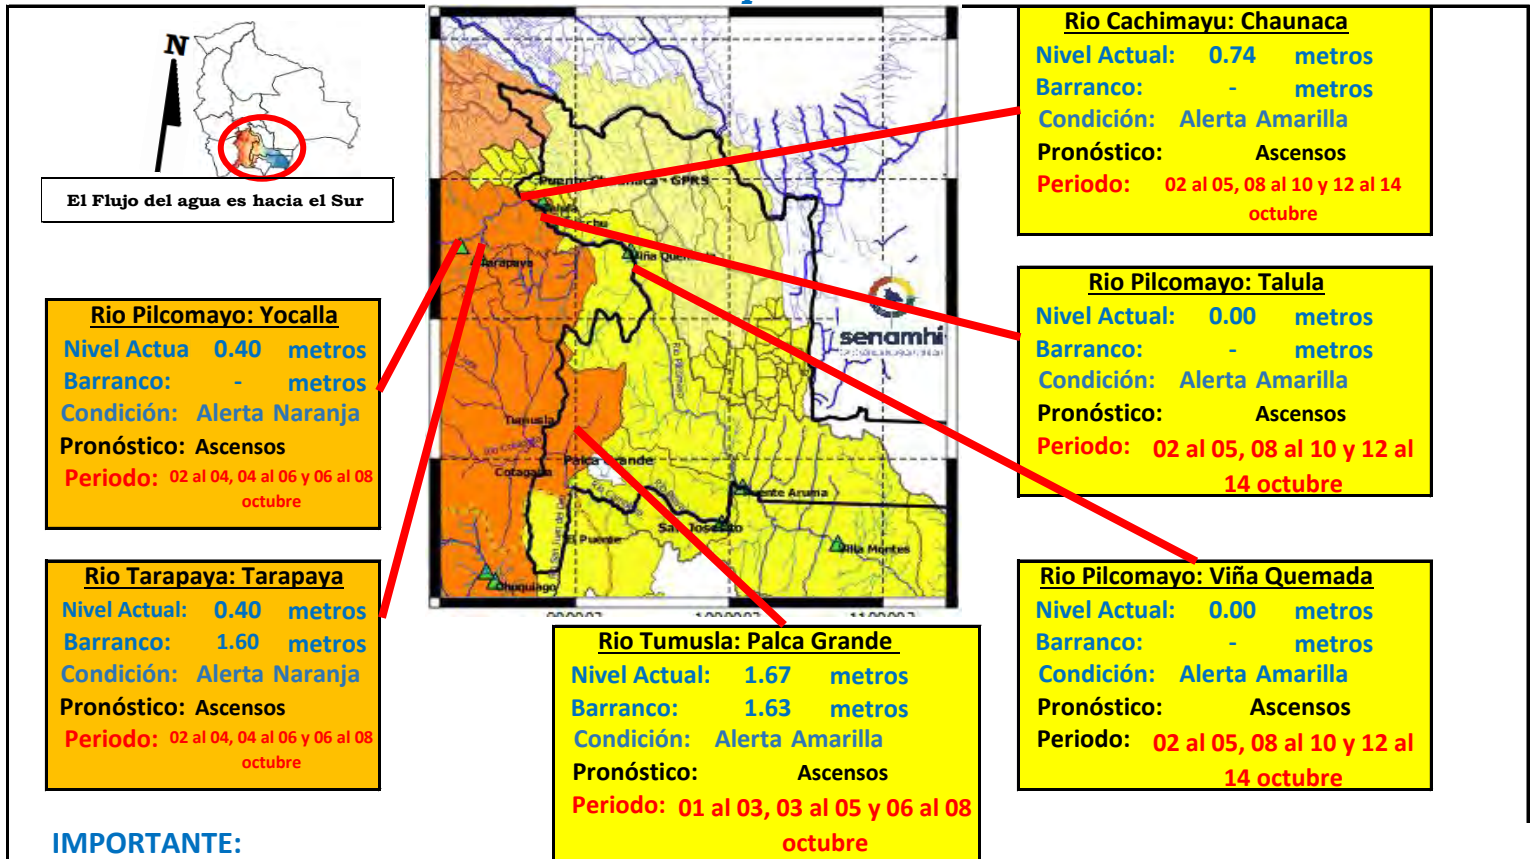 N
El Flujo del agua es hacia el Sur
Rio Cachimayu: Chaunaca
Nivel Actual: 0.74 metros
Barranco: - metros
Condición: Alerta Amarilla
Pronóstico: Ascensos
Periodo: 02 al 05, 08 al 10 y 12 al 14
octubre
Rio Pilcomayo: Talula
Nivel Actual: 0.00 metros
Barranco: - metros
Condición: Alerta Amarilla
Pronóstico: Ascensos
Periodo: 02 al 05, 08 al 10 y 12 al
14 octubre
Rio Pilcomayo: Yocalla
Nivel Actua 0.40 metros
Barranco: - metros
Condición: Alerta Naranja
Pronóstico: Ascensos
Periodo: 02 al 04, 04 al 06 y 06 al 08
octubre
Rio Tarapaya: Tarapaya
Nivel Actual: 0.40 metros
Barranco: 1.60 metros
Condición: Alerta Naranja
Pronóstico: Ascensos
Periodo: 02 al 04, 04 al 06 y 06 al 08
octubre
Puente Chaunaca - GPRS
Tarapaya
Viña Quemada
senamhi
Tumusla
Palca Grande
Cotagaita
Puente Aruma
San Josecito
El Puente
Villa Montes
Chuquiago
Rio Tumusla: Palca Grande
Nivel Actual: 1.67 metros
Barranco: 1.63 metros
Condición: Alerta Amarilla
Pronóstico: Ascensos
Periodo: 01 al 03, 03 al 05 y 06 al 08
octubre
Rio Pilcomayo: Viña Quemada
Nivel Actual: 0.00 metros
Barranco: - metros
Condición: Alerta Amarilla
Pronóstico: Ascensos
Periodo: 02 al 05, 08 al 10 y 12 al
14 octubre
IMPORTANTE: